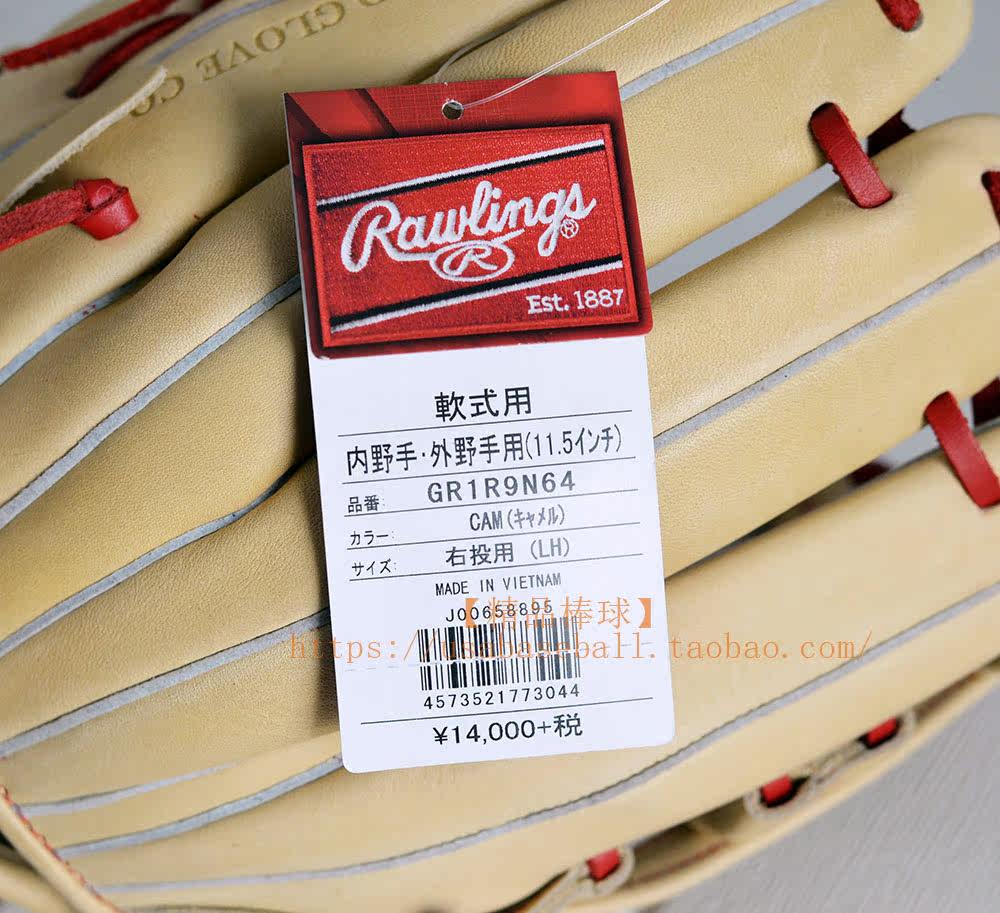 D GLOVE CO
Rawlings®
R
Est. 1887
軟式用
内野手・外野手用(11.5インチ)
品番: GR1R9N64
カラー: CAM(キャメル)
サイズ: 右投用 (LH)
MADE IN VIETNAM
J00658895
【精品棒球】
https://usabaseball.taobao.com/
4573521773044
¥14,000+税